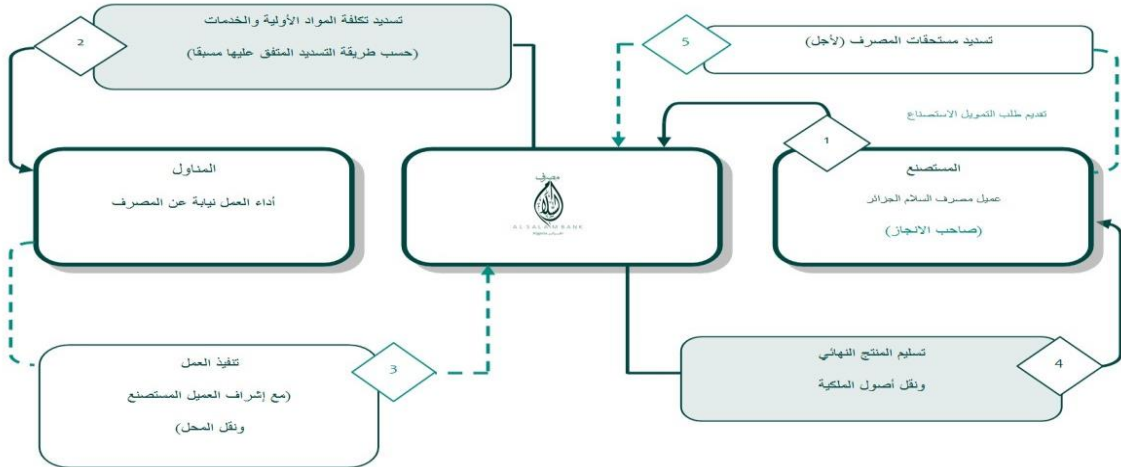 2
تسديد تكلفة المواد الأولية والخدمات
(حسب طريقة التسديد المتفق عليها مسبقا)
5
تسديد مستحقات المصرف (لأجل)
تقديم طلب التمويل الاستصناع
1
المستصنع
عميل مصرف السلام الجزائر
(صاحب الانجاز)
مصرف
السلام
ALSALAM BANK
المناول
أداء العمل نيابة عن المصرف
3
تنفيذ العمل
(مع إشراف العميل المستصنع
ونقل المحل)
4
تسليم المنتج النهائي
ونقل أصول الملكية